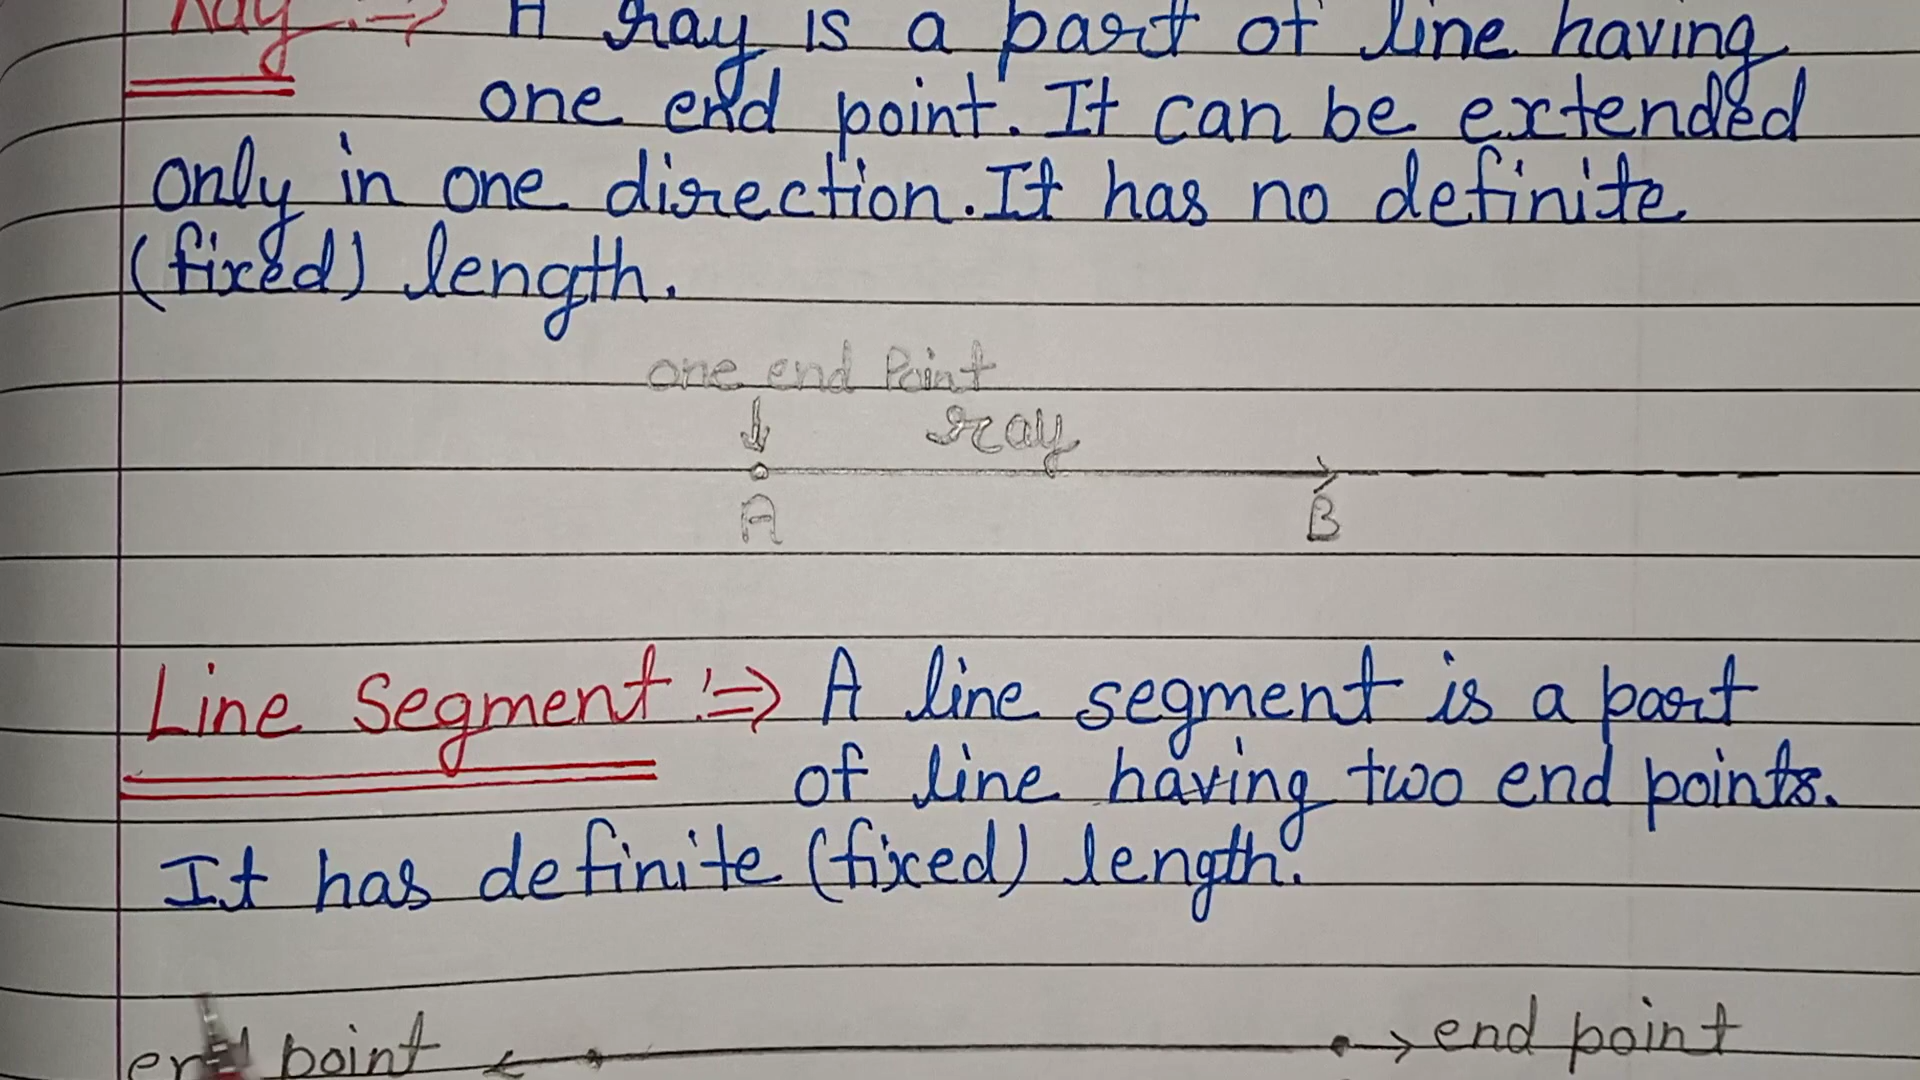 Ray :⇒ A ray is a part of line having
one end point. It can be extended
only in one direction. It has no definite
(fixed) length.
one end Point
ray
A B
Line Segment :⇒ A line segment is a part
of line having two end points.
It has definite (fixed) length.
end point ← → end point